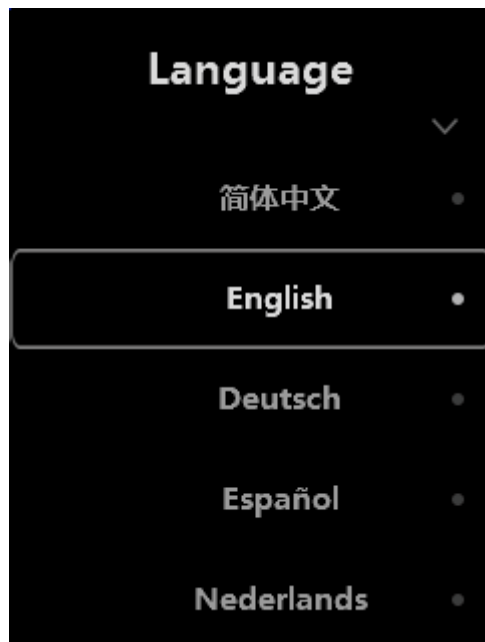 Language
简体中文
English
Deutsch
Español
Nederlands